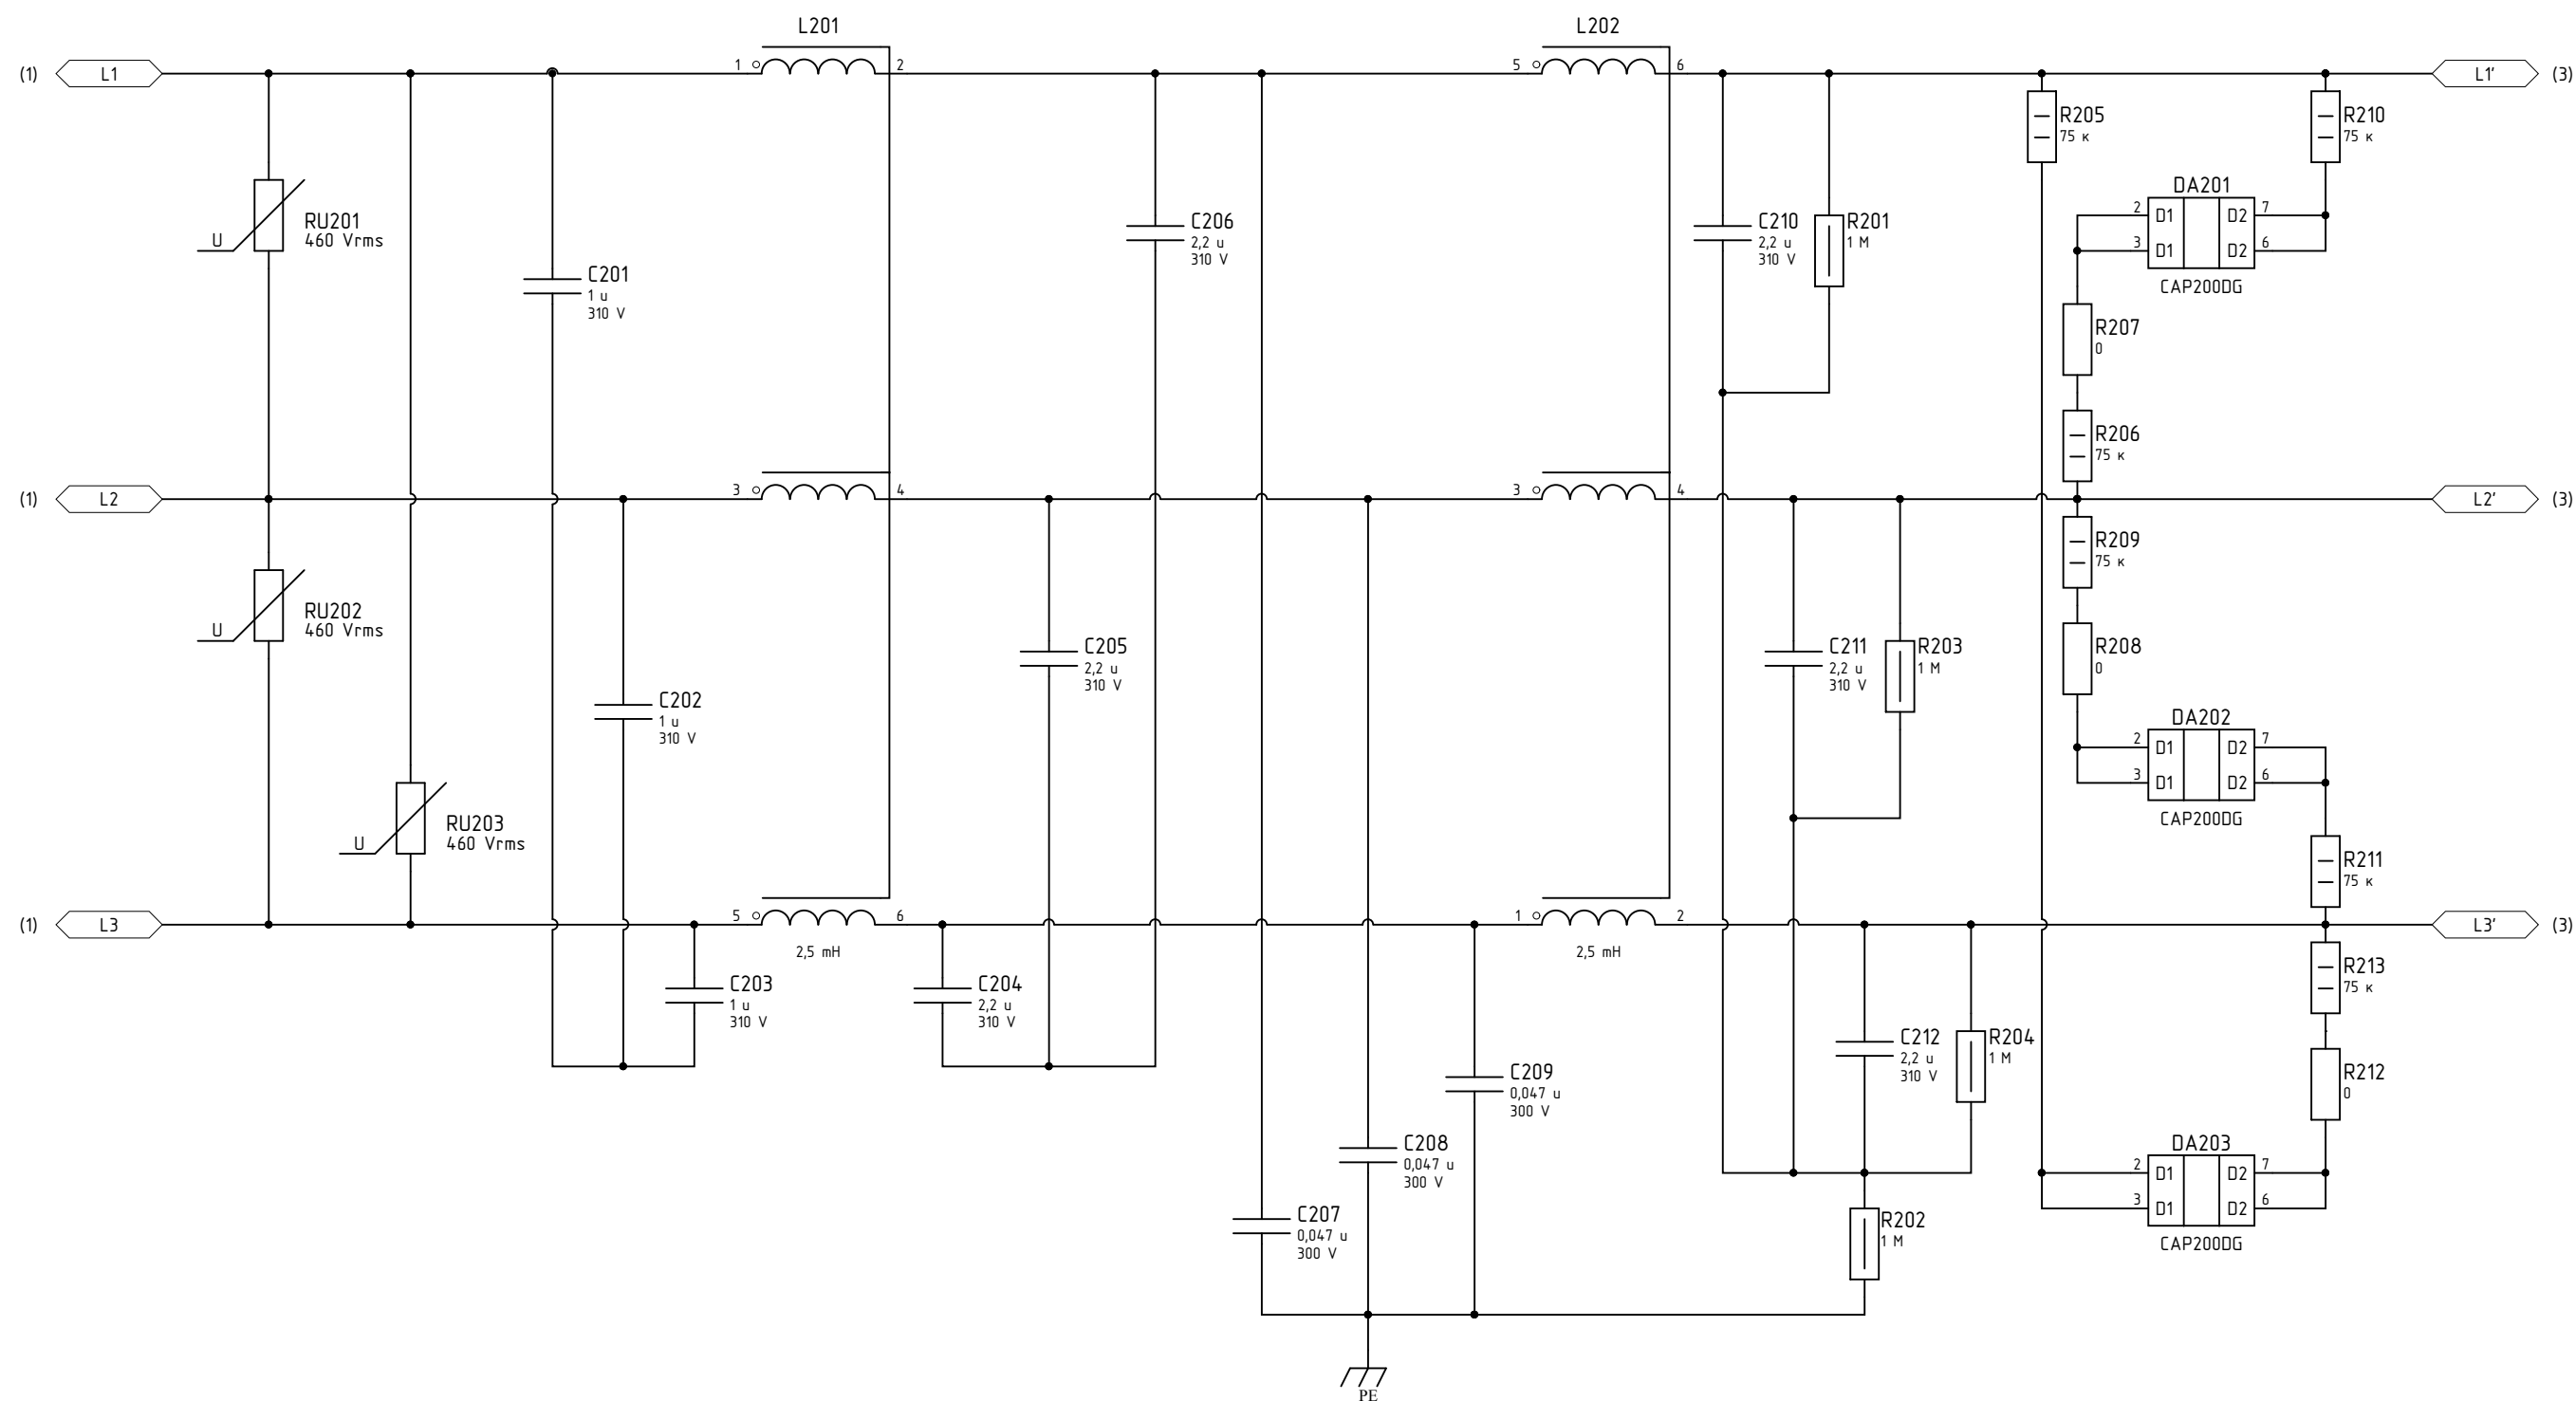 L201
L202
(1)
L1
1
2
5
6
L1'
(3)
R205
75 к
R210
75 к
DA201
2
D1
D2
7
3
D1
D2
6
CAP200DG
RU201
460 Vrms
U
C206
2,2 u
310 V
C210
2,2 u
310 V
R201
1 M
C201
1 u
310 V
R207
0
R206
75 к
(1)
L2
3
4
3
4
L2'
(3)
R209
75 к
RU202
460 Vrms
U
C205
2,2 u
310 V
C211
2,2 u
310 V
R203
1 M
R208
0
C202
1 u
310 V
DA202
2
D1
D2
7
3
D1
D2
6
CAP200DG
RU203
460 Vrms
U
R211
75 к
(1)
L3
5
6
1
2
L3'
(3)
2,5 mH
2,5 mH
C203
1 u
310 V
C204
2,2 u
310 V
R213
75 к
C212
2,2 u
310 V
R204
1 M
C209
0,047 u
300 V
R212
0
C208
0,047 u
300 V
DA203
2
D1
D2
7
3
D1
D2
6
CAP200DG
C207
0,047 u
300 V
R202
1 M
PE